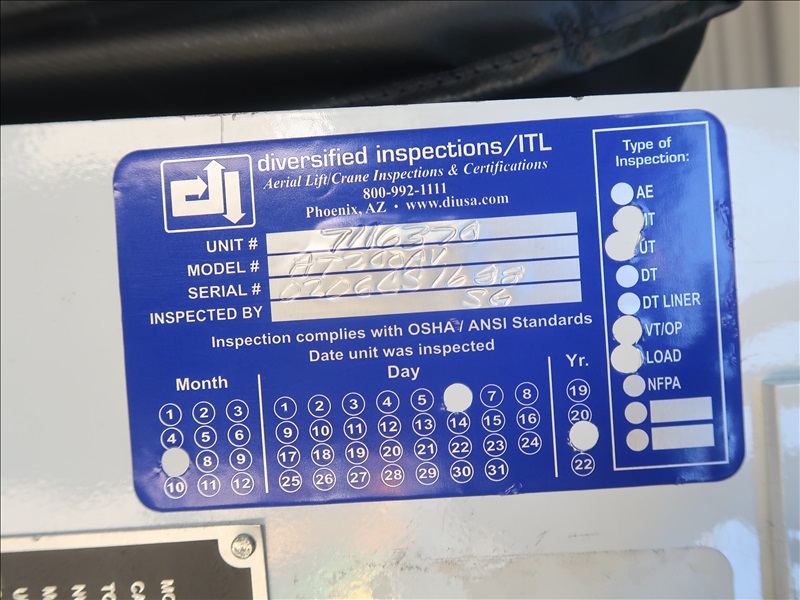 di
diversified inspections/ITL
Aerial Lift/Crane Inspections & Certifications
800-992-1111
Phoenix, AZ • www.diusa.com
UNIT # 7116370
MODEL #
SERIAL #
INSPECTED BY
Inspection complies with OSHA / ANSI Standards
Date unit was inspected
Month
1 2 3
4 5 6
8 9
10 11 12
Day
1 2 3 4 5 7 8
9 10 11 12 13 14 15 16
17 18 19 20 21 22 23 24
25 26 27 28 29 30 31
Yr.
19
20
22
Type of
Inspection:
AE
MT
UT
DT
DT LINER
VT/OP
LOAD
NFPA